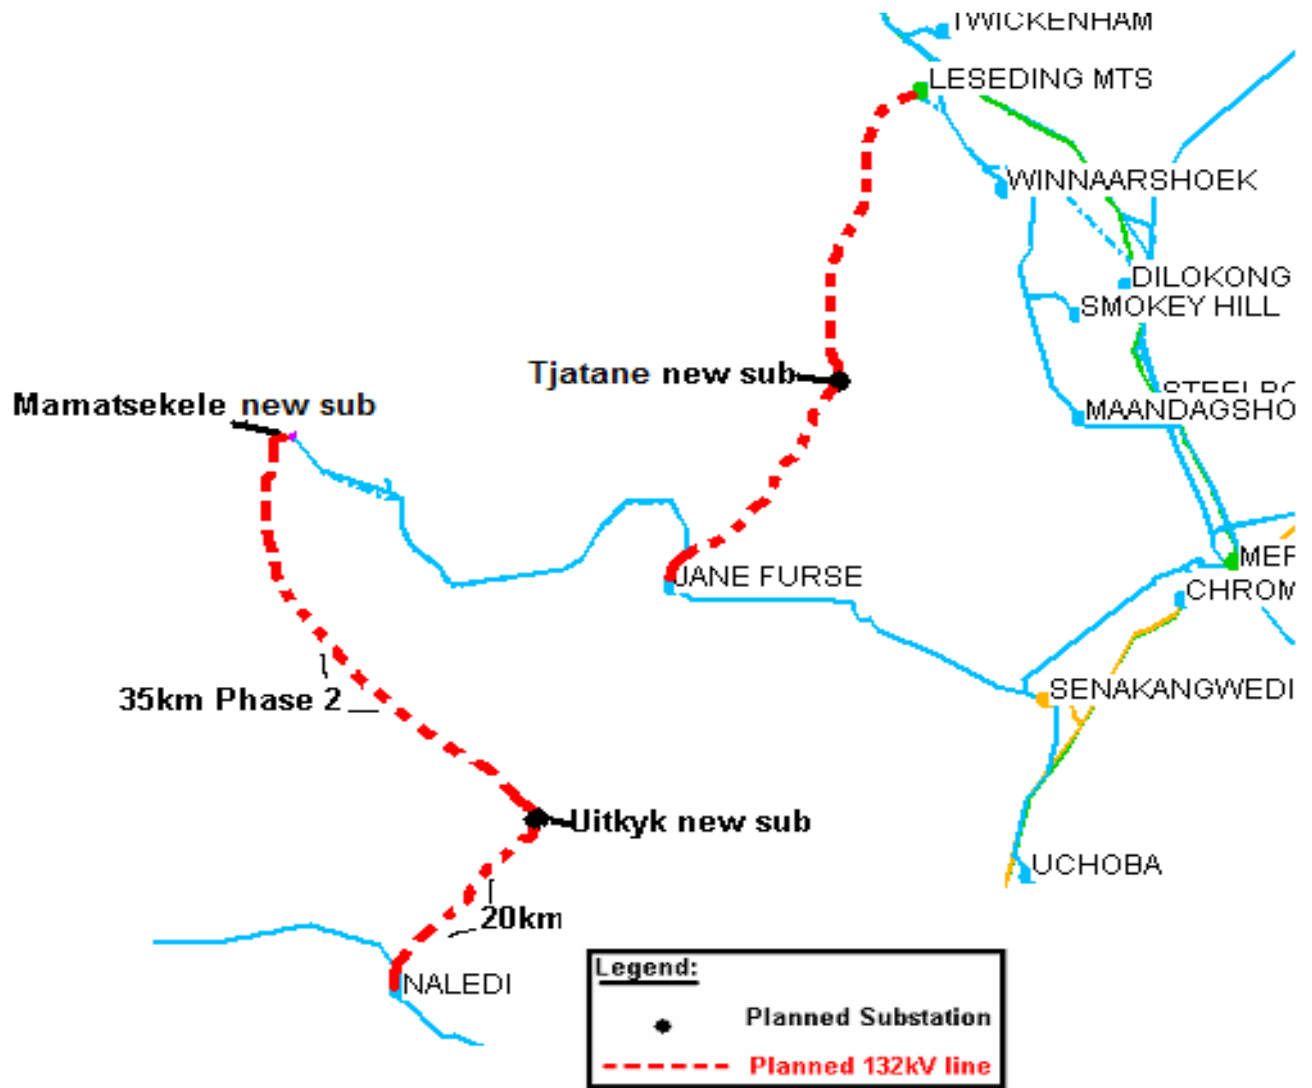 TWICKENHAM
LESEDING MTS
WINNAARSHOEK
DILOKONG
SMOKEY HILL
Tjatane new sub
Mamatsekele new sub
MAANDAGSHO
MER
JANE FURSE
CHROM
SENAKANGWEDI
35km Phase 2
Uitkyk new sub
UCHOBA
20km
NALEDI
Legend:
Planned Substation
Planned 132kV line